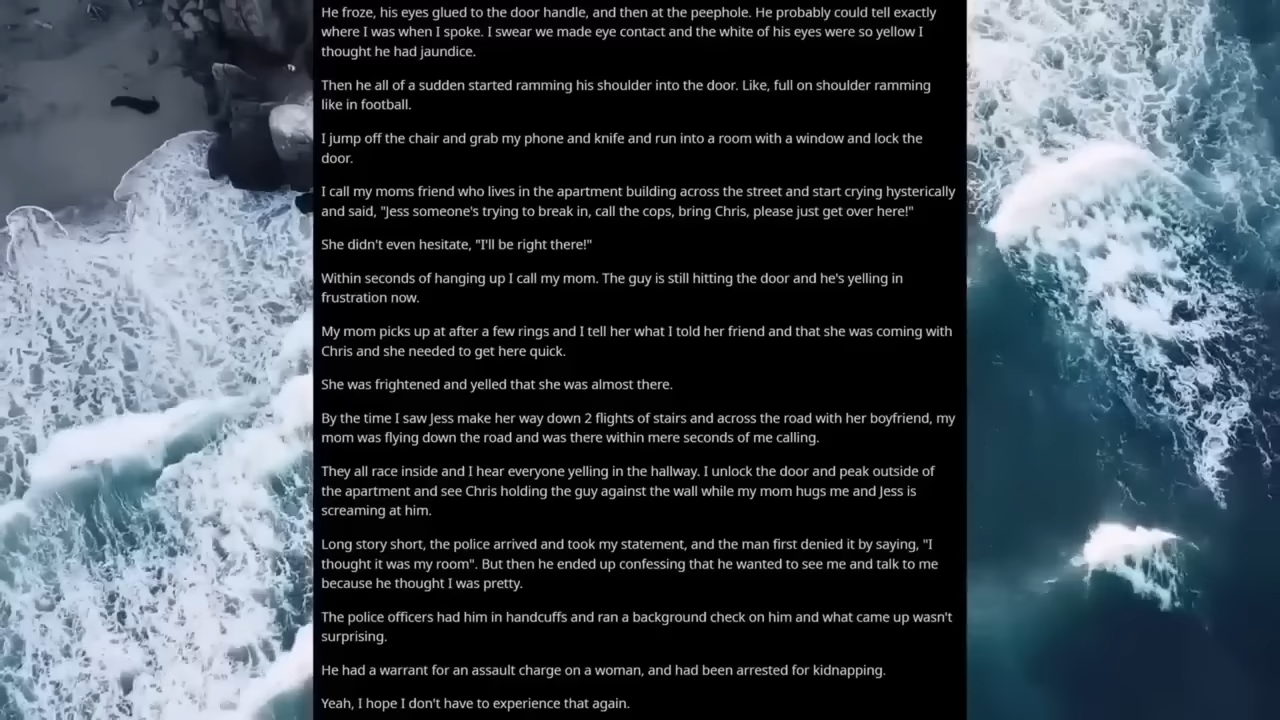 He froze, his eyes glued to the door handle, and then at the peephole. He probably could tell exactly
where I was when I spoke. I swear we made eye contact and the white of his eyes were so yellow I
thought he had jaundice.
Then he all of a sudden started ramming his shoulder into the door. Like, full on shoulder ramming
like in football.
I jump off the chair and grab my phone and knife and run into a room with a window and lock the
door.
I call my moms friend who lives in the apartment building across the street and start crying hysterically
and said, "Jess someone's trying to break in, call the cops, bring Chris, please just get over here!"
She didn't even hesitate, "I'll be right there!"
Within seconds of hanging up I call my mom. The guy is still hitting the door and he's yelling in
frustration now.
My mom picks up at after a few rings and I tell her what I told her friend and that she was coming with
Chris and she needed to get here quick.
She was frightened and yelled that she was almost there.
By the time I saw Jess make her way down 2 flights of stairs and across the road with her boyfriend, my
mom was flying down the road and was there within mere seconds of me calling.
They all race inside and I hear everyone yelling in the hallway. I unlock the door and peak outside of
the apartment and see Chris holding the guy against the wall while my mom hugs me and Jess is
screaming at him.
Long story short, the police arrived and took my statement, and the man first denied it by saying, "I
thought it was my room". But then he ended up confessing that he wanted to see me and talk to me
because he thought I was pretty.
The police officers had him in handcuffs and ran a background check on him and what came up wasn't
surprising.
He had a warrant for an assault charge on a woman, and had been arrested for kidnapping.
Yeah, I hope I don't have to experience that again.